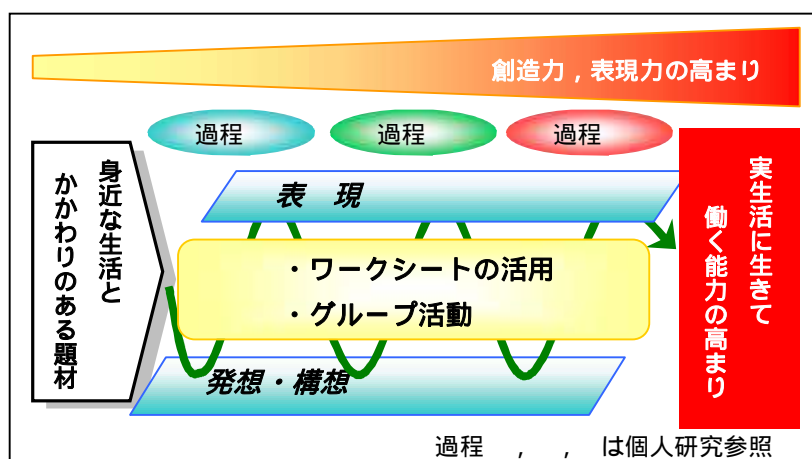 創造力，表現力の高まり
過程
過程
過程
身近な生活と
かかわりのある題材
表　現
・ワークシートの活用
・グループ活動
発想・構想
実生活に生きて
働く能力の高まり
過程　，　，　は個人研究参照